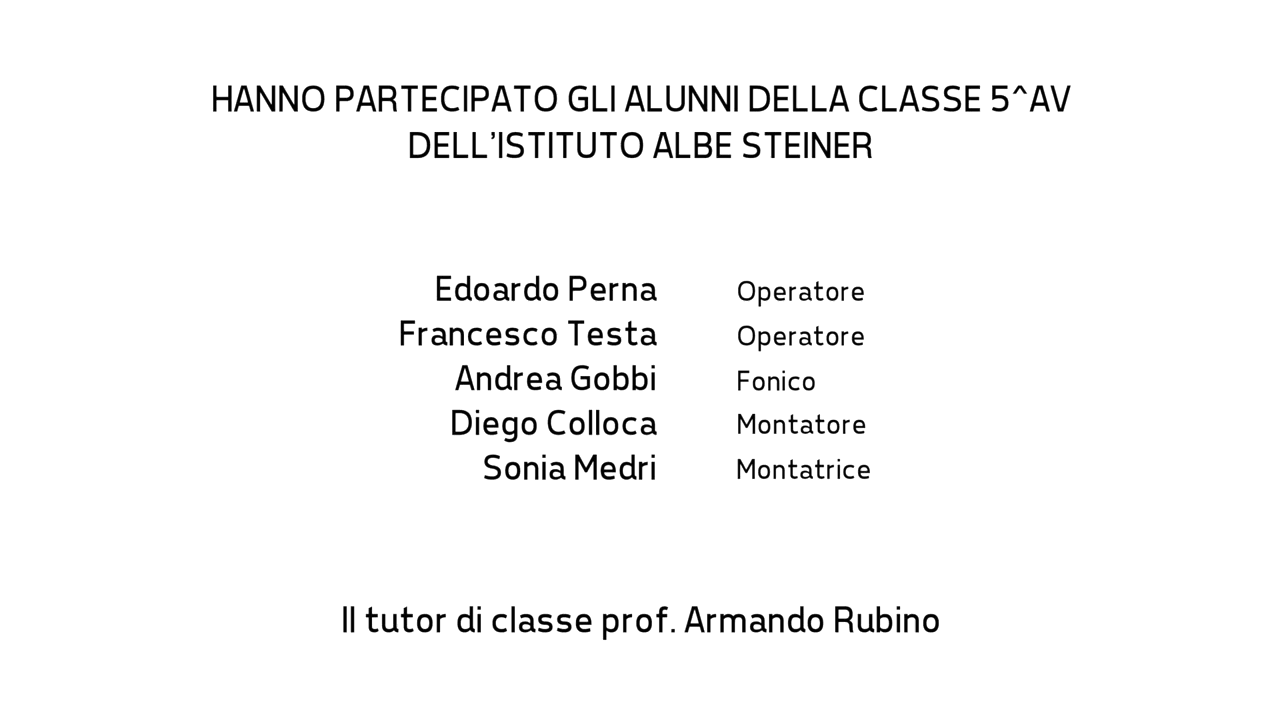 HANNO PARTECIPATO GLI ALUNNI DELLA CLASSE 5^AV
DELL'ISTITUTO ALBE STEINER
Edoardo Perna Operatore
Francesco Testa Operatore
Andrea Gobbi Fonico
Diego Colloca Montatore
Sonia Medri Montatrice
Il tutor di classe prof. Armando Rubino